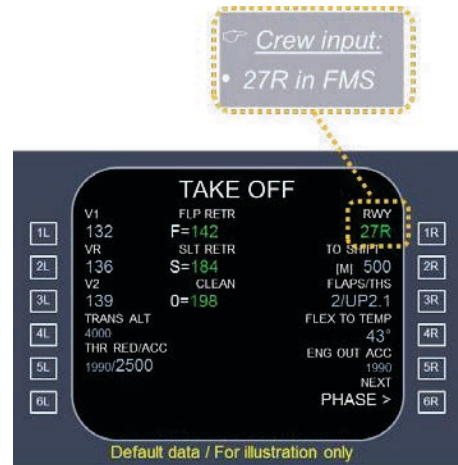 ☞ Crew input:
• 27R in FMS
TAKE OFF
V1 FLP RETR RWY
1L 132 F=142 27R 1R
VR SLT RETR TO SHIFT
2L 136 S=184 [M] 500 2R
V2 CLEAN FLAPS/THS
3L 139 0=198 2/UP2.1 3R
TRANS ALT FLEX TO TEMP
4L 4000 43° 4R
THR RED/ACC ENG OUT ACC
5L 1990/2500 1990 5R
NEXT
6L PHASE > 6R
Default data / For illustration only